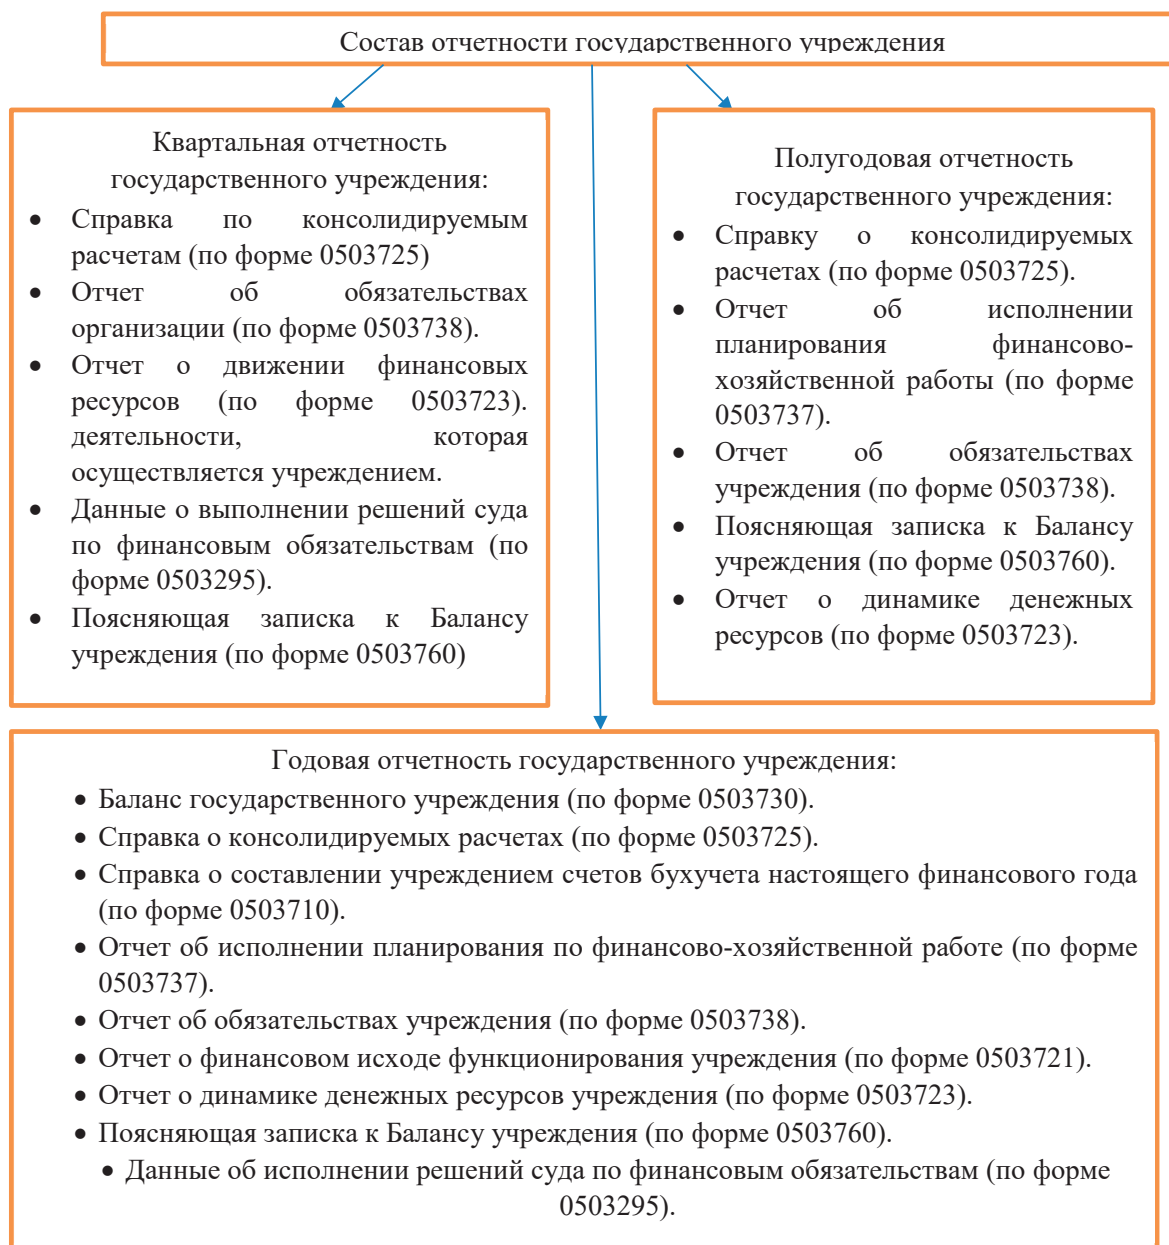 Состав отчетности государственного учреждения
Квартальная отчетность
государственного учреждения:
• Справка по консолидируемым
расчетам (по форме 0503725)
• Отчет об обязательствах
организации (по форме 0503738).
• Отчет о движении финансовых
ресурсов (по форме 0503723).
деятельности, которая
осуществляется учреждением.
• Данные о выполнении решений суда
по финансовым обязательствам (по
форме 0503295).
• Поясняющая записка к Балансу
учреждения (по форме 0503760)
Полугодовая отчетность
государственного учреждения:
• Справку о консолидируемых
расчетах (по форме 0503725).
• Отчет об исполнении
планирования финансово-
хозяйственной работы (по форме
0503737).
• Отчет об обязательствах
учреждения (по форме 0503738).
• Поясняющая записка к Балансу
учреждения (по форме 0503760).
• Отчет о динамике денежных
ресурсов (по форме 0503723).
Годовая отчетность государственного учреждения:
• Баланс государственного учреждения (по форме 0503730).
• Справка о консолидируемых расчетах (по форме 0503725).
• Справка о составлении учреждением счетов бухучета настоящего финансового года
(по форме 0503710).
• Отчет об исполнении планирования по финансово-хозяйственной работе (по форме
0503737).
• Отчет об обязательствах учреждения (по форме 0503738).
• Отчет о финансовом исходе функционирования учреждения (по форме 0503721).
• Отчет о динамике денежных ресурсов учреждения (по форме 0503723).
• Поясняющая записка к Балансу учреждения (по форме 0503760).
• Данные об исполнении решений суда по финансовым обязательствам (по форме
0503295).